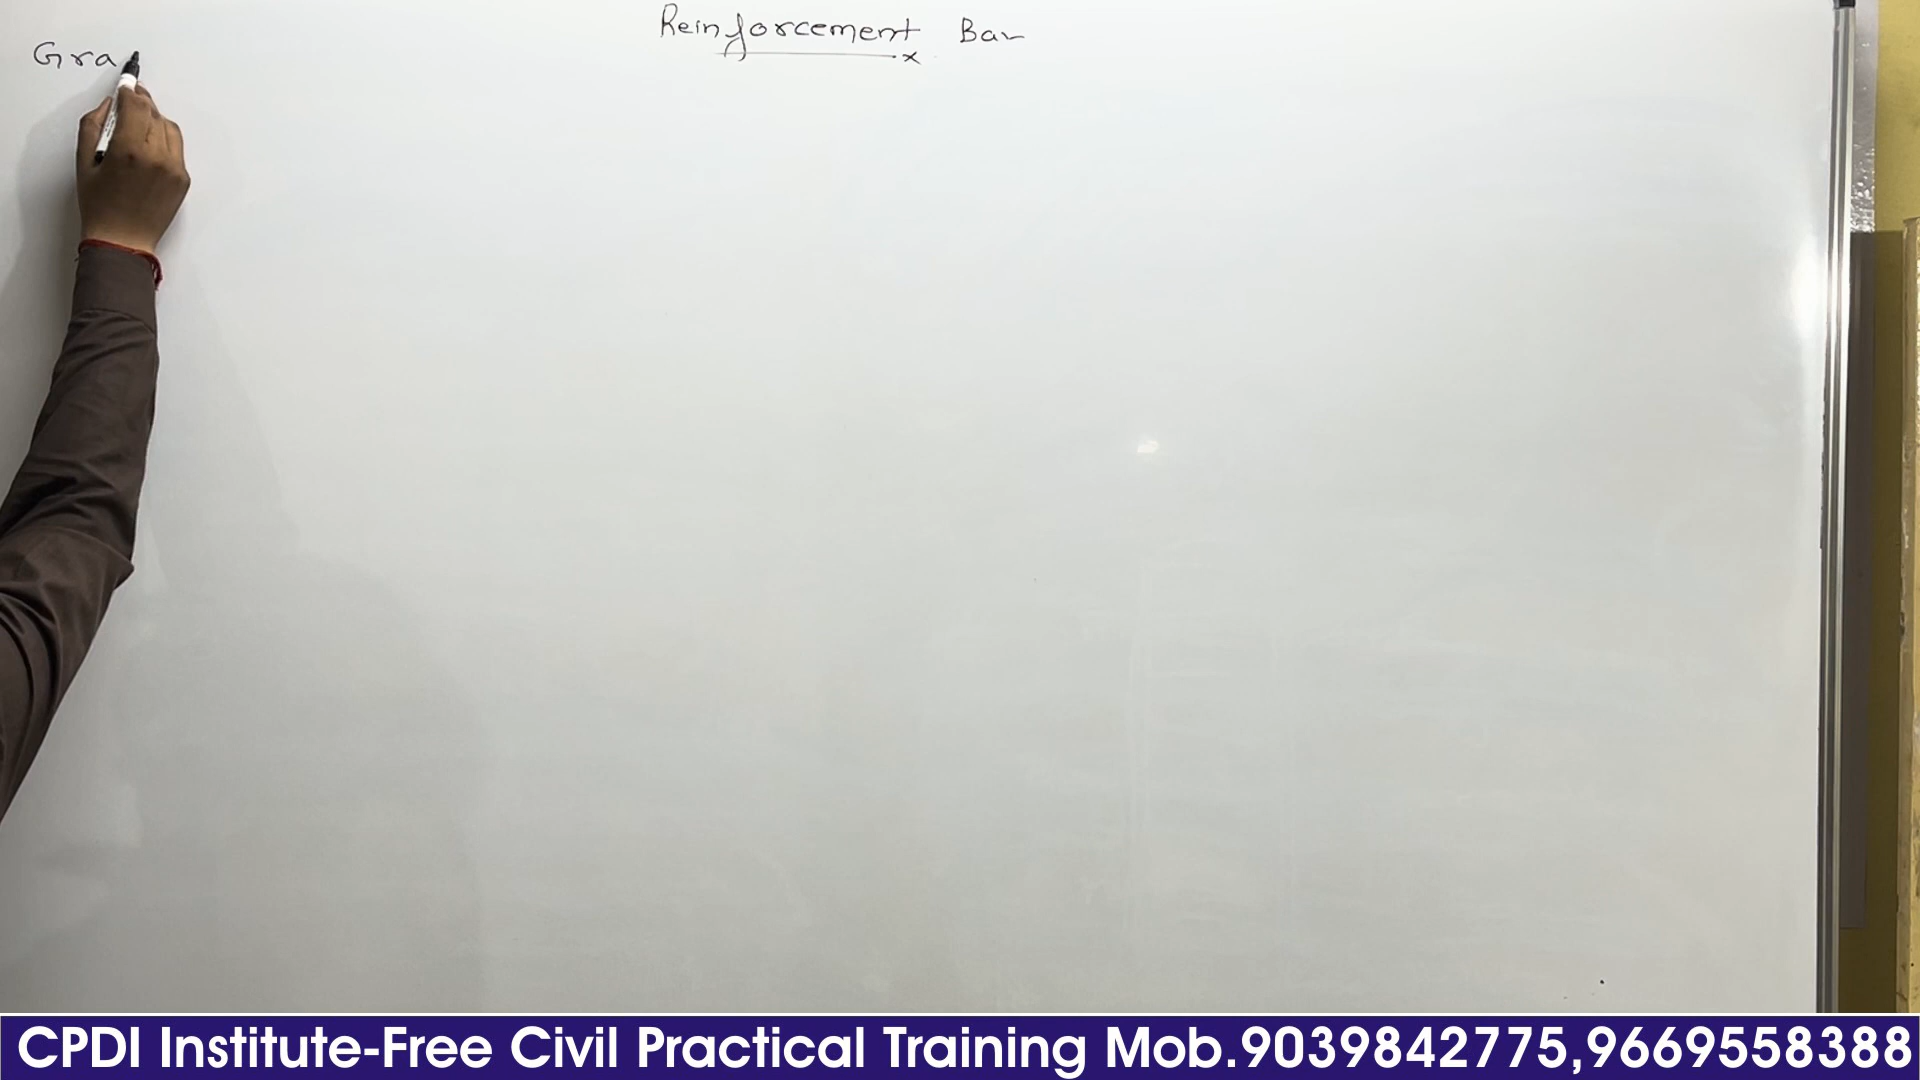 Reinforcement Bar
Gra
CPDI Institute-Free Civil Practical Training Mob.9039842775,9669558388